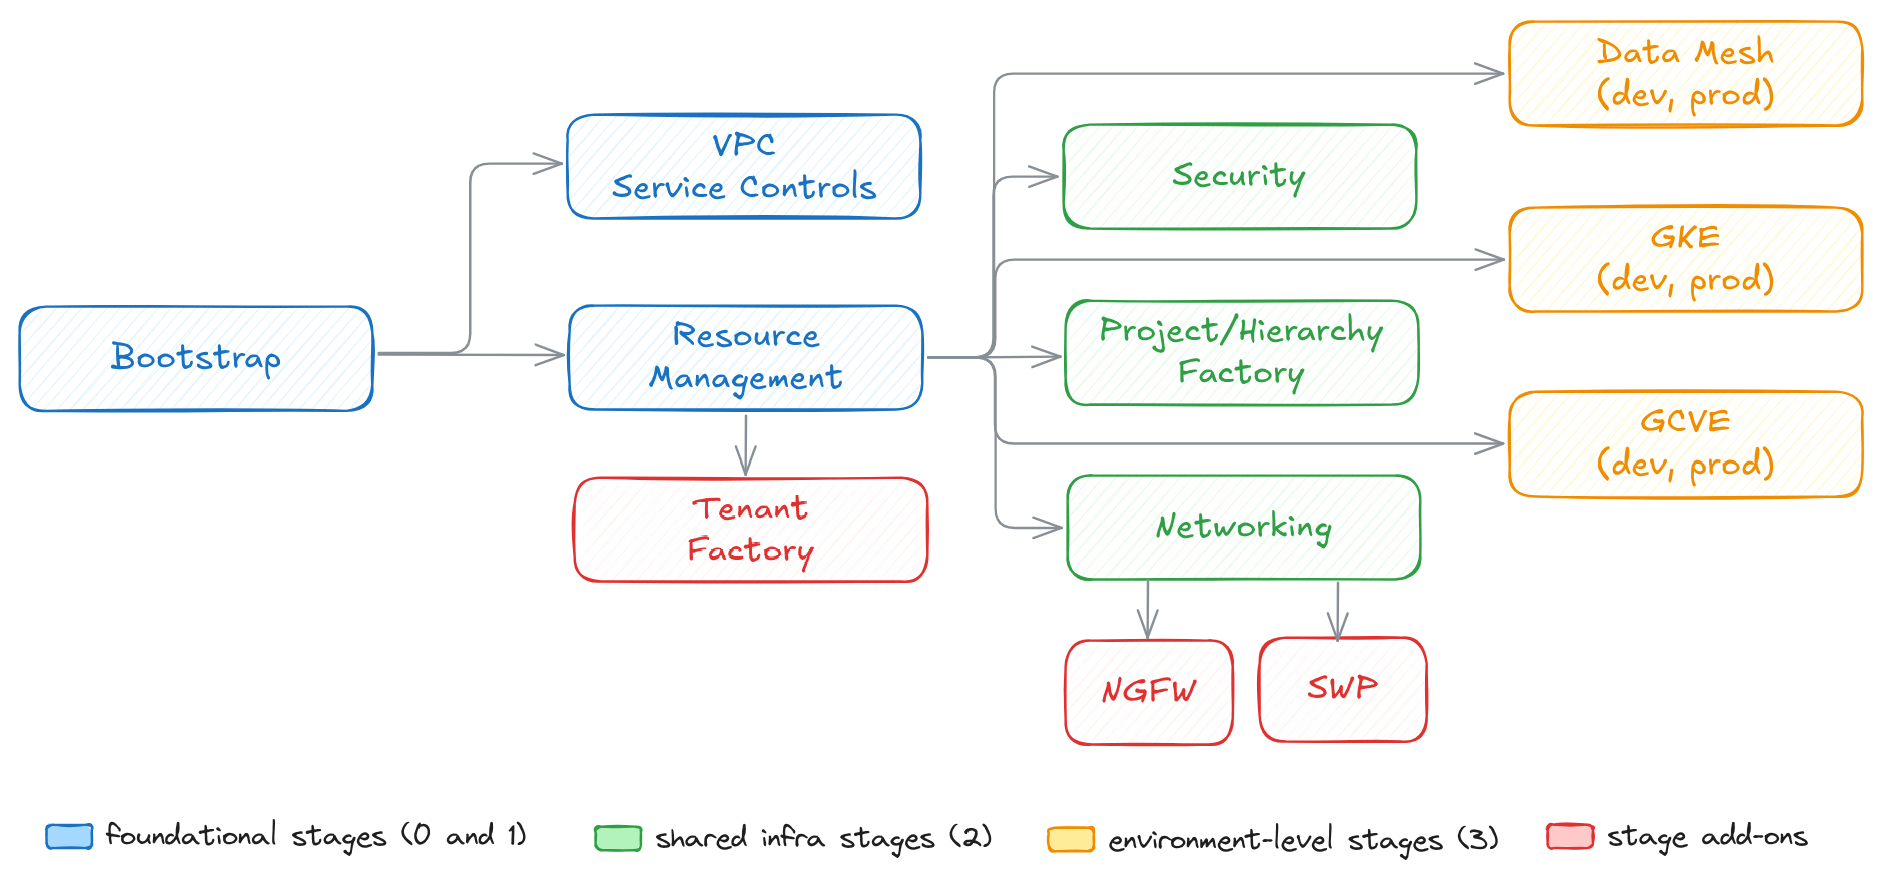 Bootstrap
VPC
Service Controls
Resource
Management
Tenant
Factory
Security
Project/Hierarchy
Factory
Networking
NGFW
SWP
Data Mesh
(dev, prod)
GKE
(dev, prod)
GCVE
(dev, prod)
foundational stages (0 and 1)
shared infra stages (2)
environment-level stages (3)
stage add-ons